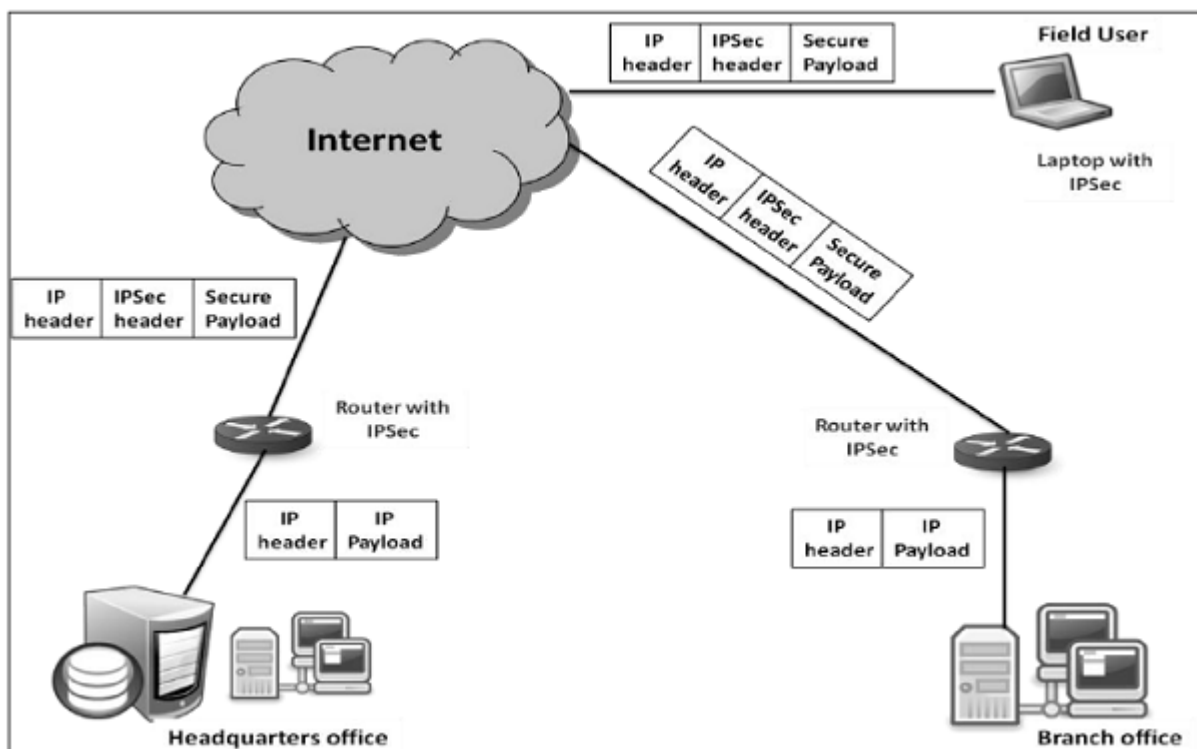 IP header IPSec header Secure Payload
Field User
Internet
Laptop with
IPSec
IP header IPSec header Secure Payload
IP header IPSec header Secure Payload
Router with
IPSec
Router with
IPSec
IP header IP Payload
IP header IP Payload
Headquarters office
Branch office